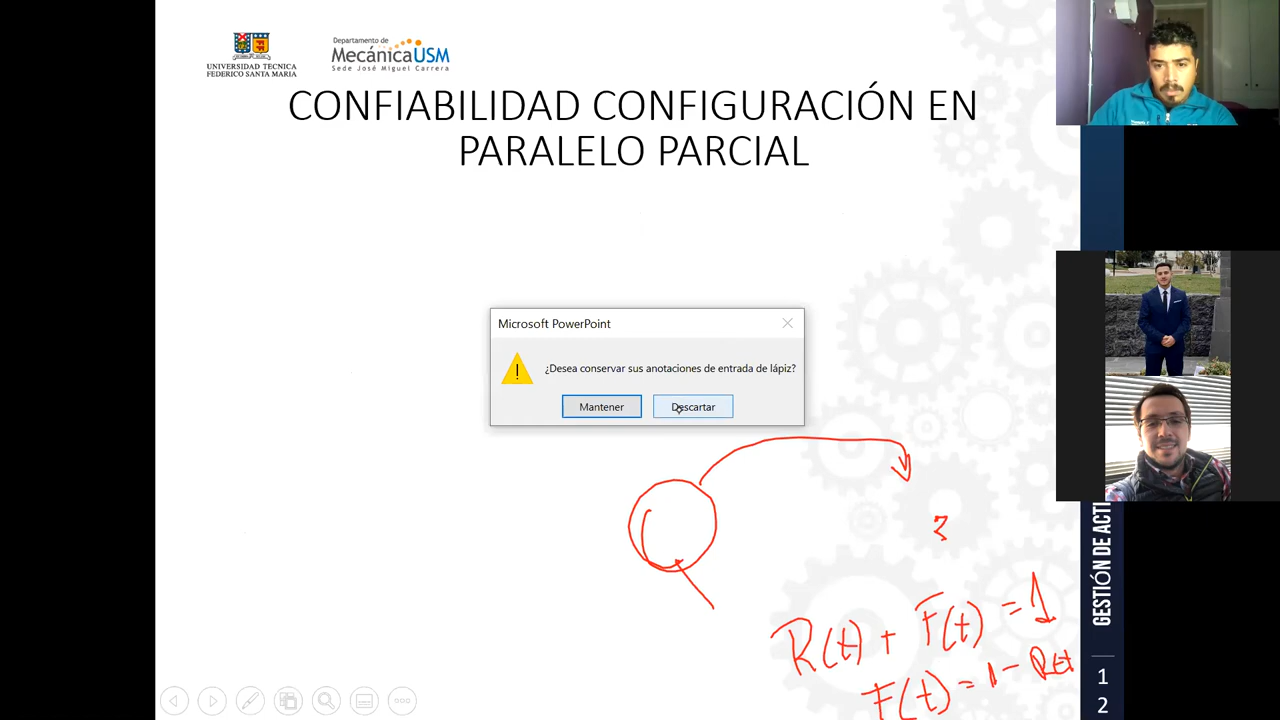 UNIVERSIDAD TECNICA
FEDERICO SANTA MARIA
Departamento de
MecánicaUSM
Sede José Miguel Carrera
CONFIABILIDAD CONFIGURACIÓN EN
PARALELO PARCIAL
Microsoft PowerPoint
¿Desea conservar sus anotaciones de entrada de lápiz?
Mantener
Descartar
3
R(t) + F(t) = 1
F(t) = 1 - R(t
GESTIÓN DE ACTI
1
2